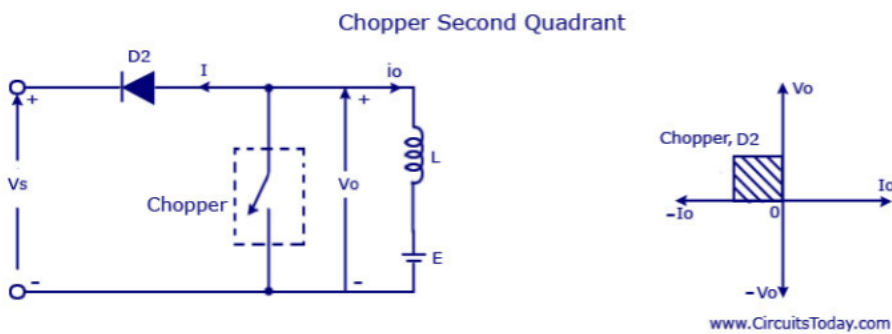 Chopper Second Quadrant
D2
I
io
+
+
Vs
Chopper
Vo
L
E
-
-
Vo
Chopper, D2
Io
-Io
0
-Vo
www.CircuitsToday.com